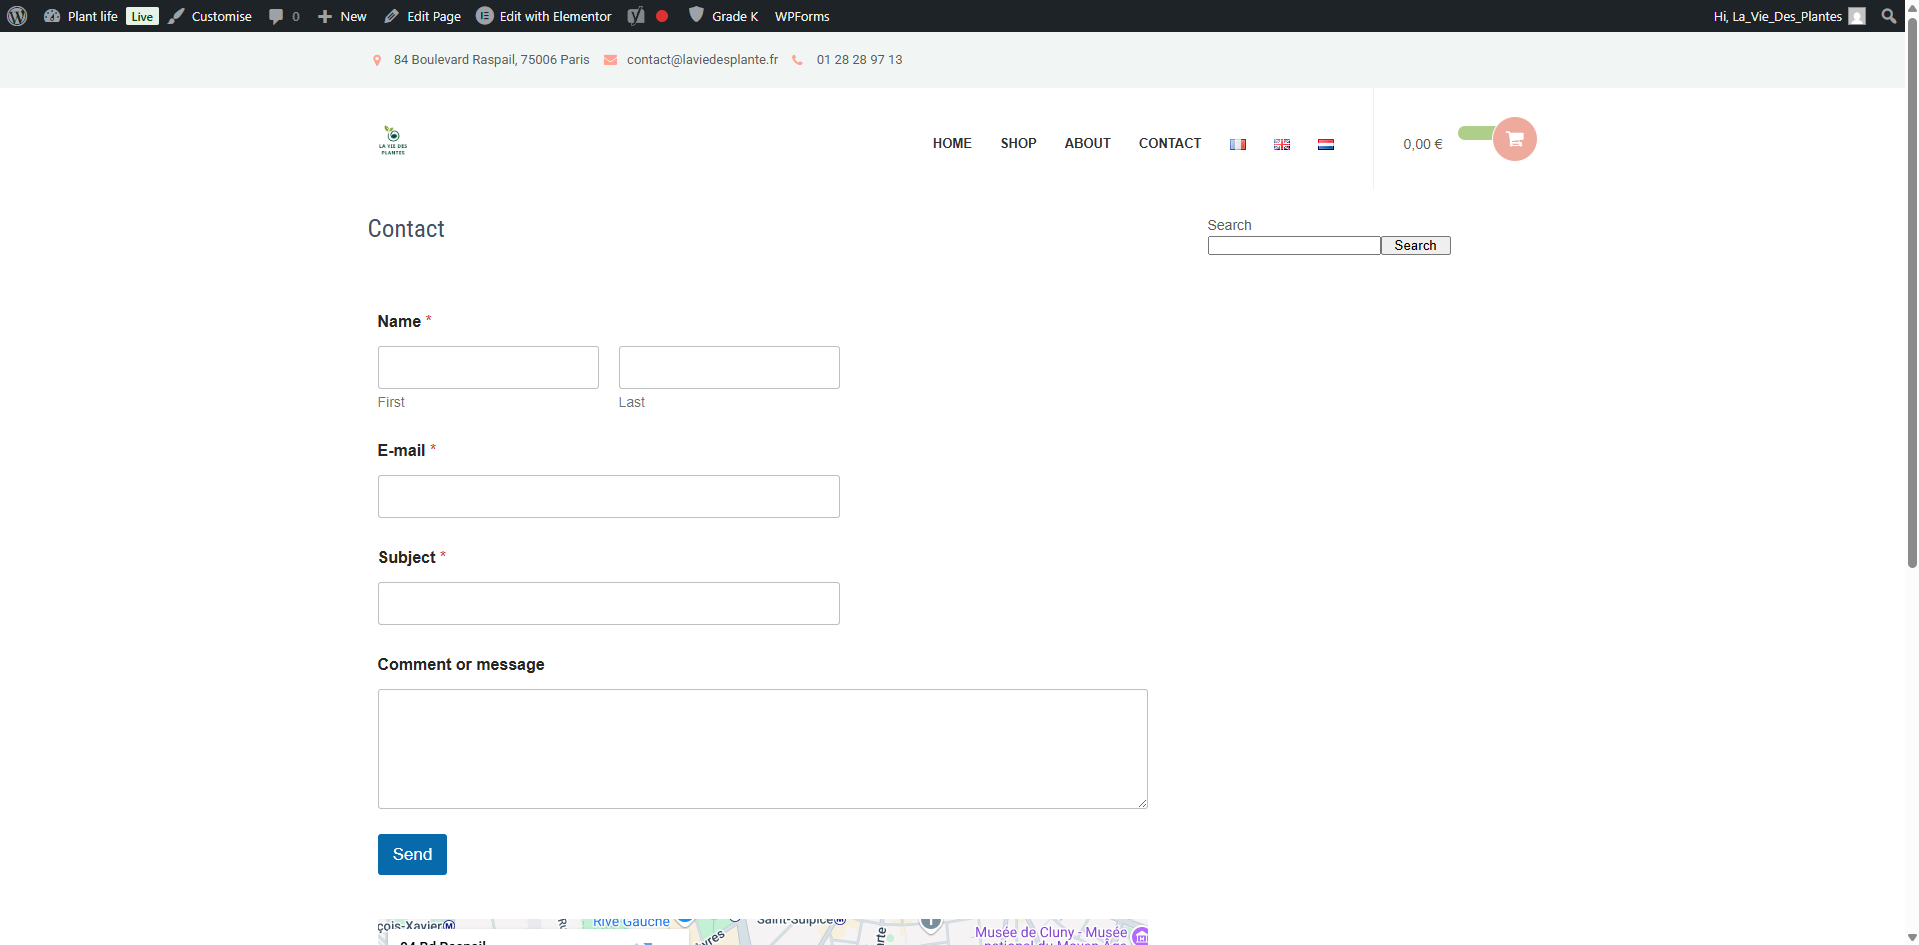 Plant life Live Customise 0 New Edit Page Edit with Elementor Grade K WPForms Hi, La_Vie_Des_Plantes
84 Boulevard Raspail, 75006 Paris contact@laviedesplante.fr 01 28 28 97 13
LA VIE DES
PLANTES
HOME SHOP ABOUT CONTACT 0,00 €
Contact
Search
Search
Name *
First Last
E-mail *
Subject *
Comment or message
Send
Rive Gauche
Saint-Sulpice
çois-Xavier
Musée de Cluny - Musée
national du Moyen Âge